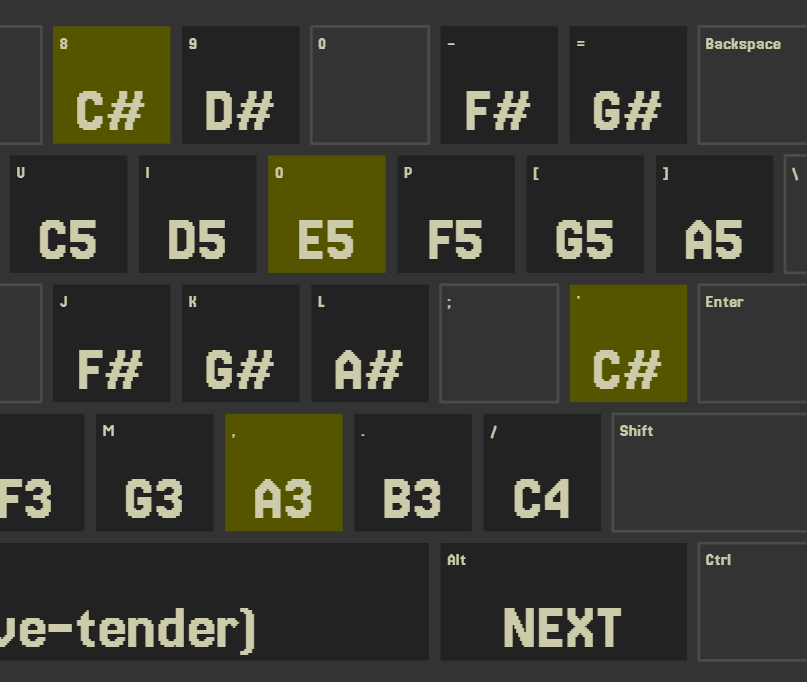 8 9 0 - = Backspace
C# D# F# G#
U I O P [ ] \
C5 D5 E5 F5 G5 A5
J K L ; ' Enter
F# G# A# C#
M , . / Shift
F3 G3 A3 B3 C4
Alt Ctrl
ve-tender) NEXT